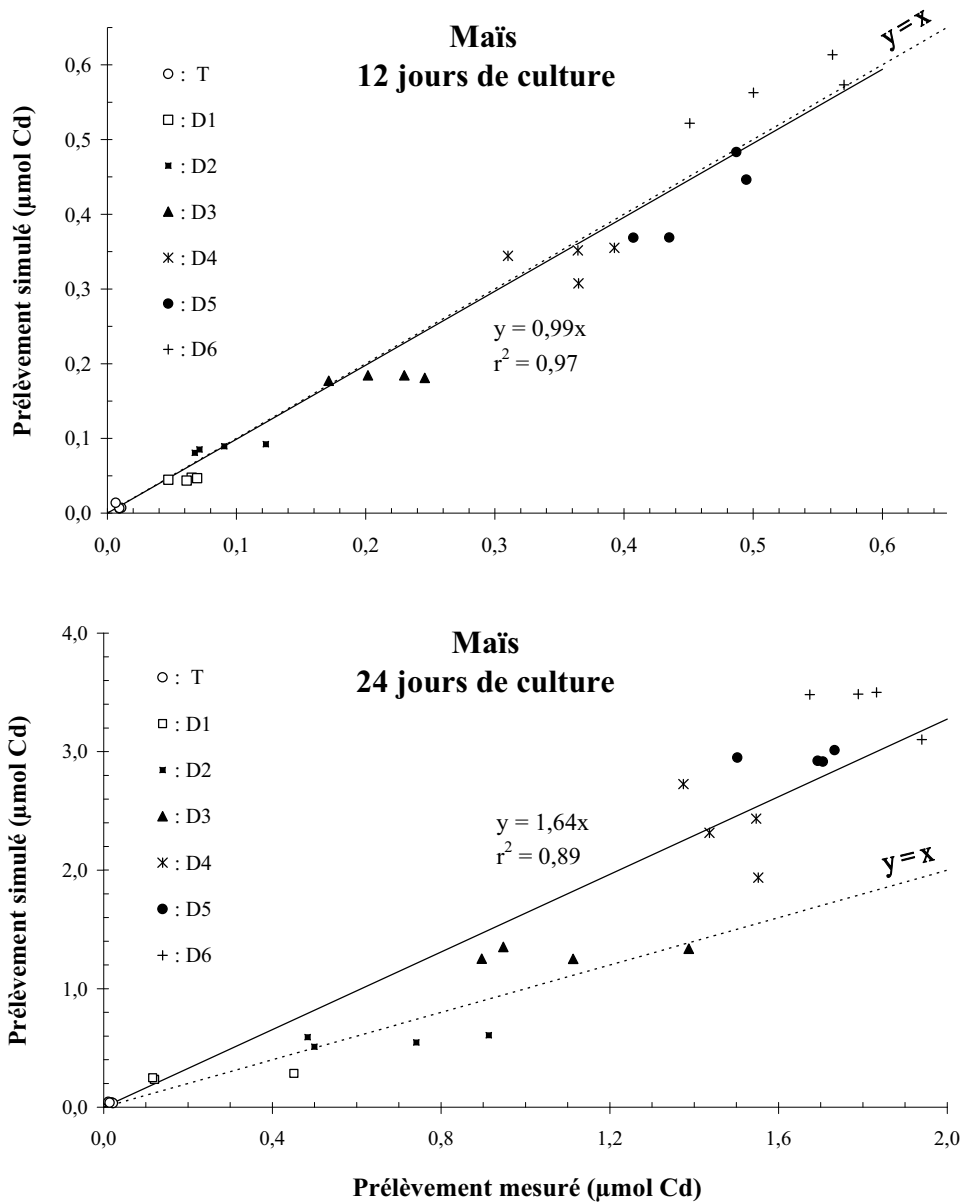 Maïs
12 jours de culture
y = x
Prélèvement simulé (µmol Cd)
0,6
0,5
0,4
0,3
0,2
0,1
0,0
: T
: D1
: D2
: D3
: D4
: D5
: D6
y = 0,99x
r² = 0,97
0,0 0,1 0,2 0,3 0,4 0,5 0,6
Maïs
24 jours de culture
Prélèvement simulé (µmol Cd)
4,0
3,0
2,0
1,0
0,0
: T
: D1
: D2
: D3
: D4
: D5
: D6
y = 1,64x
r² = 0,89
y = x
0,0 0,4 0,8 1,2 1,6 2,0
Prélèvement mesuré (µmol Cd)